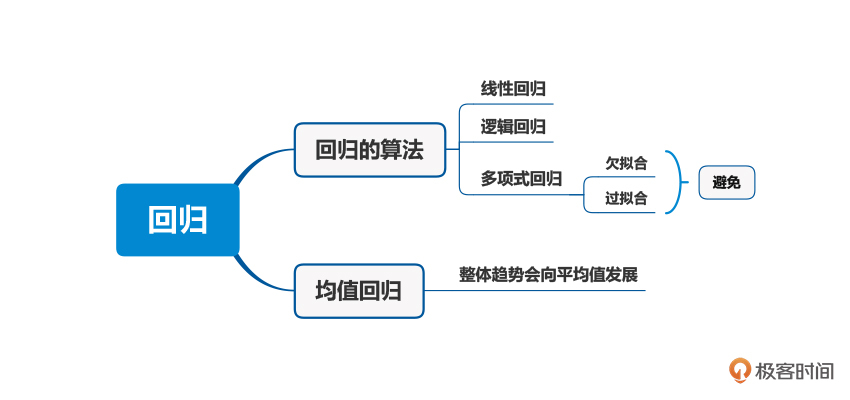 回归
回归的算法
线性回归
逻辑回归
多项式回归
欠拟合
过拟合
避免
均值回归
整体趋势会向平均值发展
极客时间